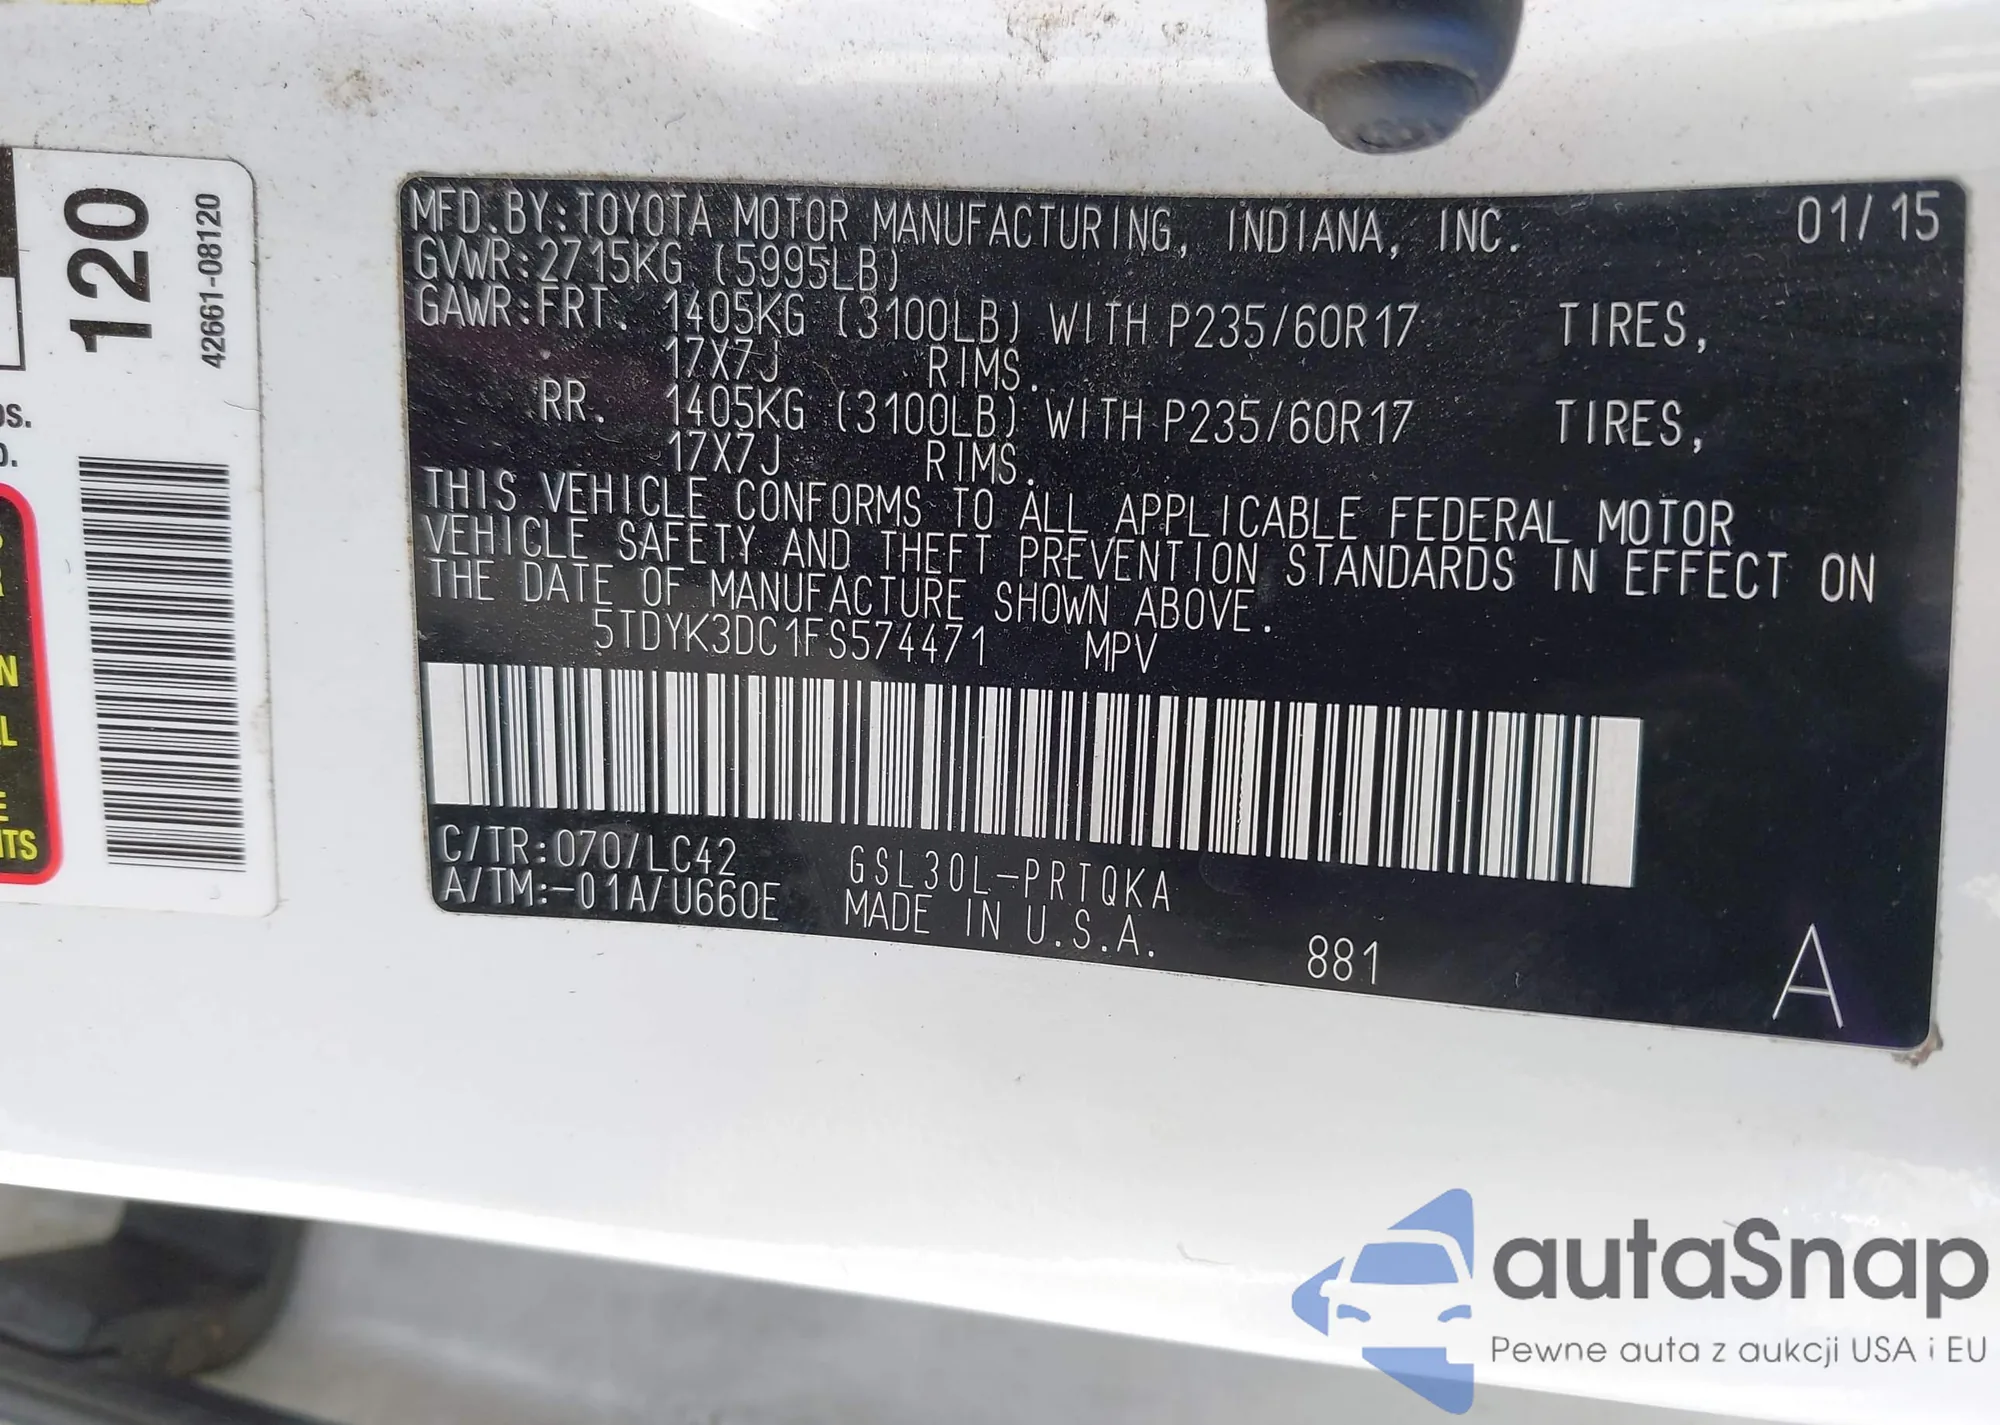 120
42661-08120
DS.
D.
N
L
E
ITS
MFD.BY:TOYOTA MOTOR MANUFACTURING, INDIANA, INC. 01/15
GVWR:2715KG (5995LB)
GAWR:FRT. 1405KG (3100LB) WITH P235/60R17 TIRES,
17X7J RIMS.
RR. 1405KG (3100LB) WITH P235/60R17 TIRES,
17X7J RIMS.
THIS VEHICLE CONFORMS TO ALL APPLICABLE FEDERAL MOTOR
VEHICLE SAFETY AND THEFT PREVENTION STANDARDS IN EFFECT ON
THE DATE OF MANUFACTURE SHOWN ABOVE.
5TDYK3DC1FS574471 MPV
C/TR:070/LC42 GSL30L-PRTQKA
A/TM:-01A/U660E MADE IN U.S.A. 881
A
autaSnap
Pewne auta z aukcji USA i EU